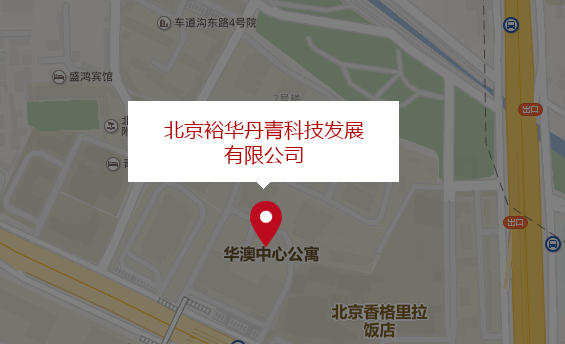 车道沟东路4号院
盛鸿宾馆
2号楼
出口
北京裕华丹青科技发展
有限公司
出口
华澳中心公寓
北京香格里拉
饭店